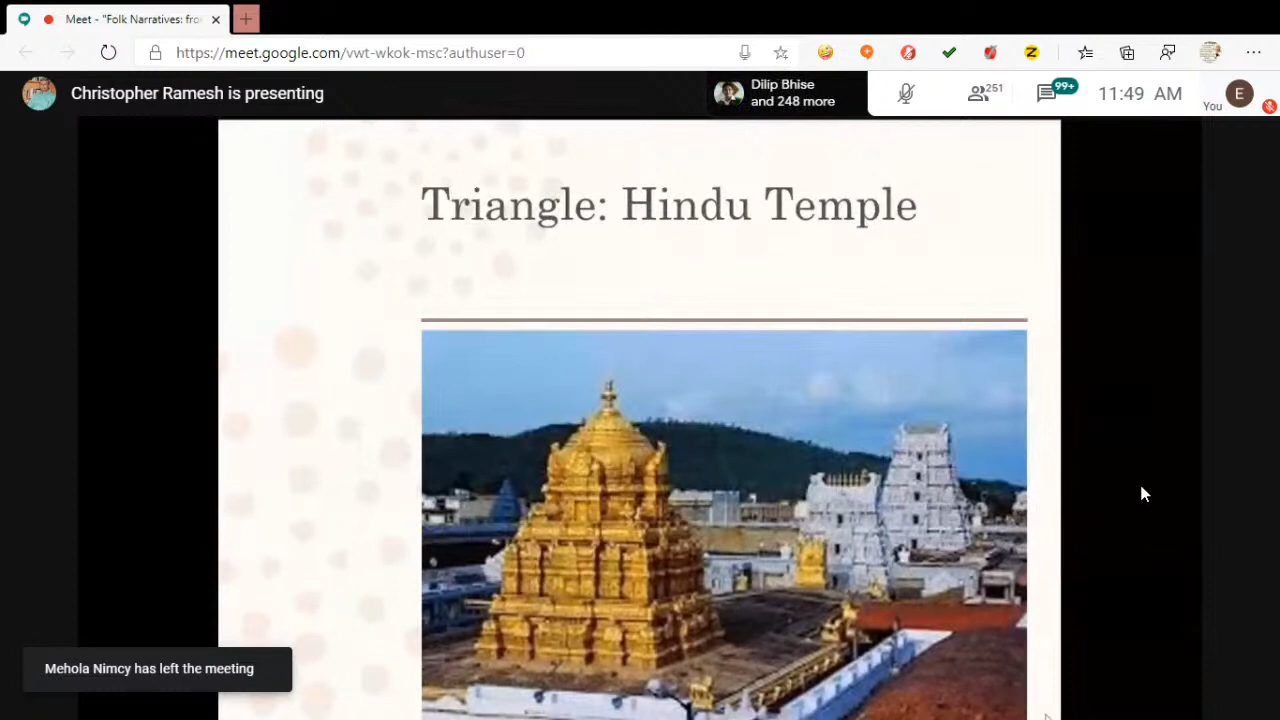 Meet - "Folk Narratives: fro
https://meet.google.com/vwt-wkok-msc?authuser=0
Christopher Ramesh is presenting
Dilip Bhise
and 248 more
251
99+
11:49 AM
You
E
Triangle: Hindu Temple
Mehola Nimcy has left the meeting